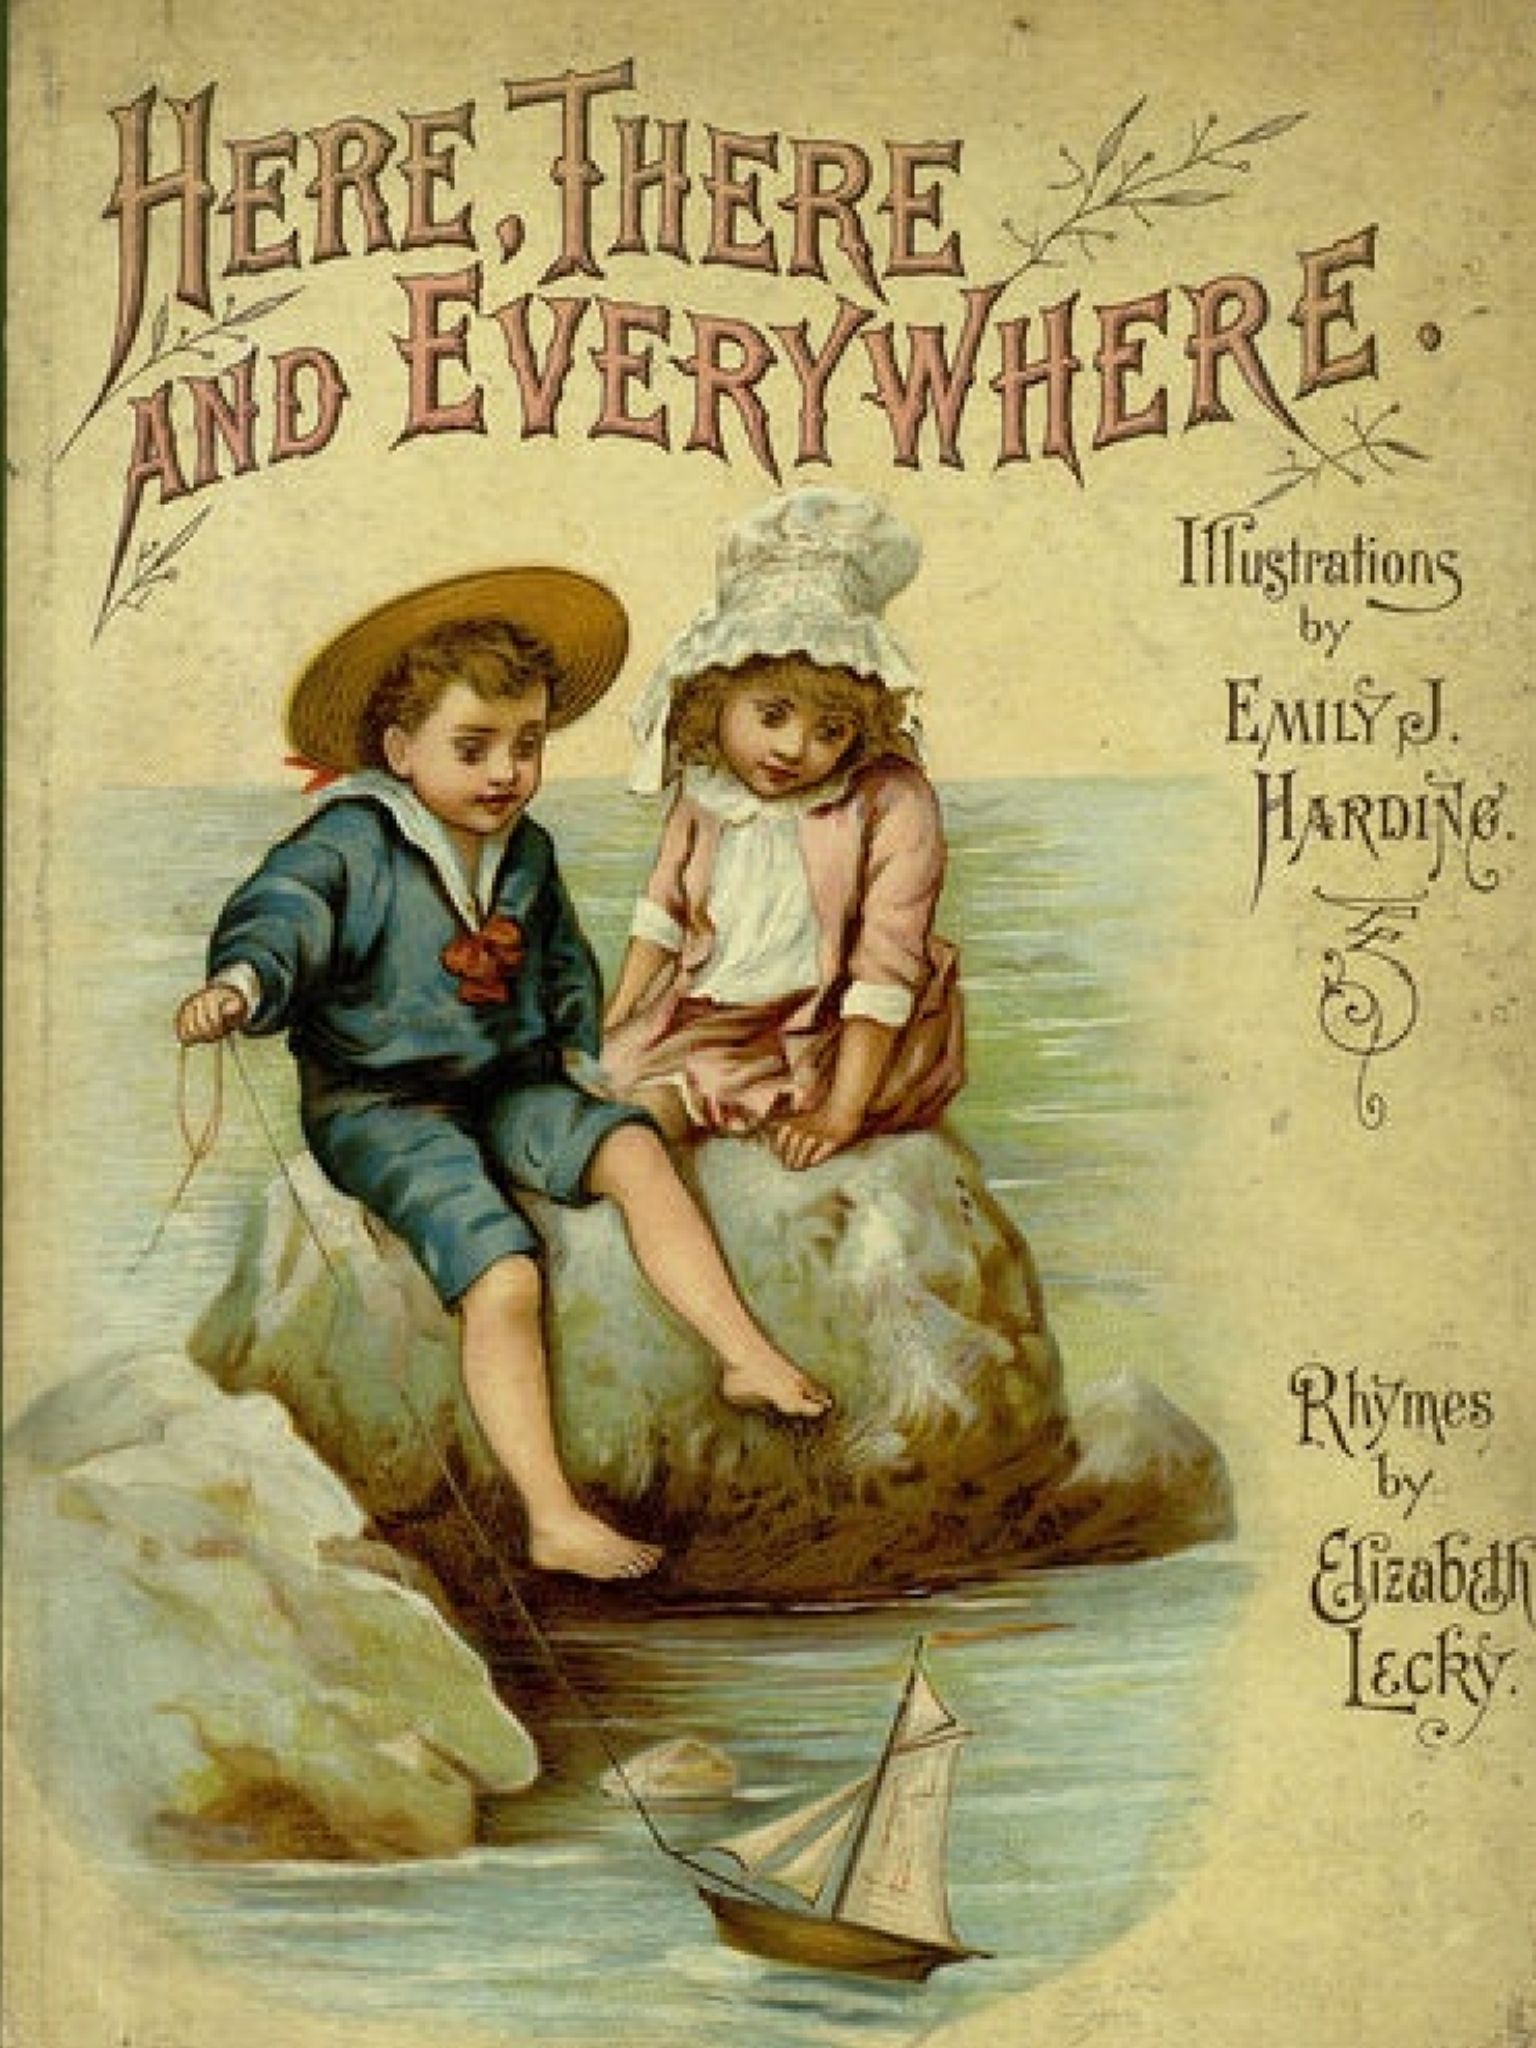 HERE, THERE
AND EVERYWHERE.
Illustrations
by
EMILY J.
HARDING.
Rhymes
by
Elizabeth
Lecky.